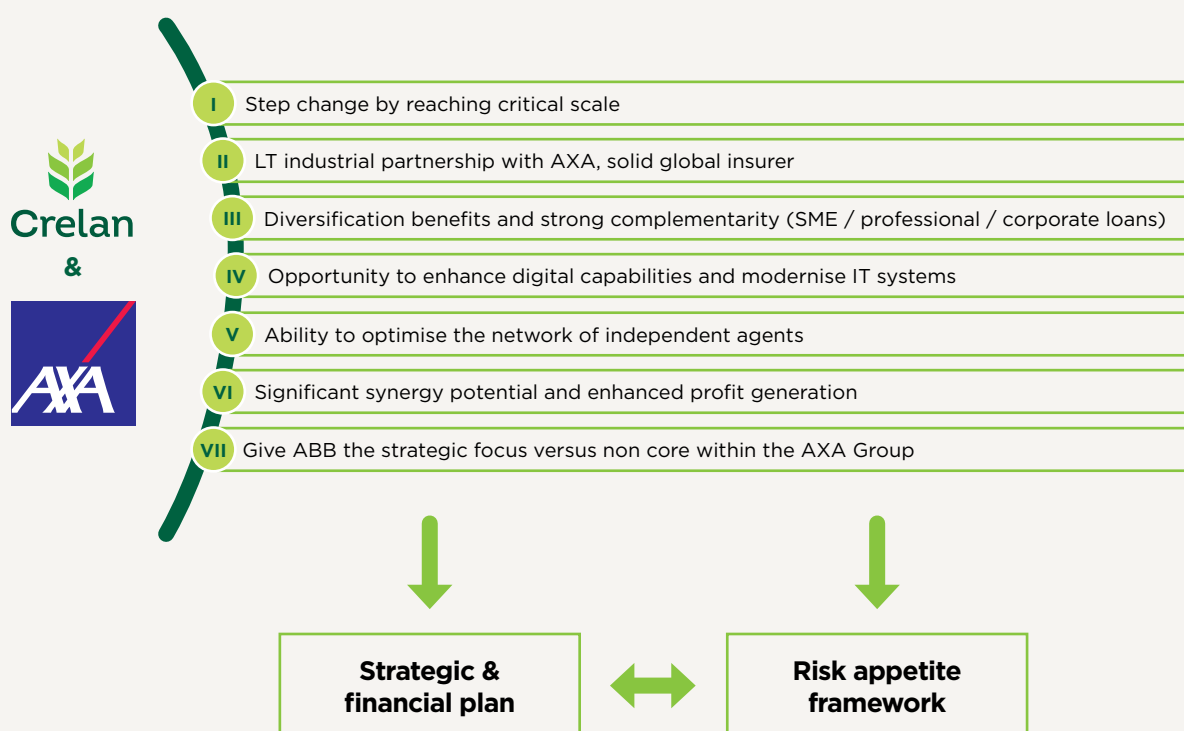 Crelan
&
AXA
I Step change by reaching critical scale
II LT industrial partnership with AXA, solid global insurer
III Diversification benefits and strong complementarity (SME / professional / corporate loans)
IV Opportunity to enhance digital capabilities and modernise IT systems
V Ability to optimise the network of independent agents
VI Significant synergy potential and enhanced profit generation
VII Give ABB the strategic focus versus non core within the AXA Group
Strategic &
financial plan
Risk appetite
framework